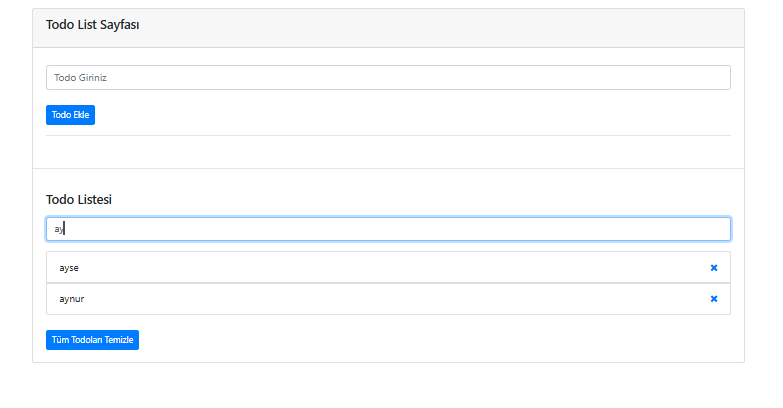 Todo List Sayfası
Todo Giriniz
Todo Ekle
Todo Listesi
ay
ayse
aynur
Tüm Todoları Temizle